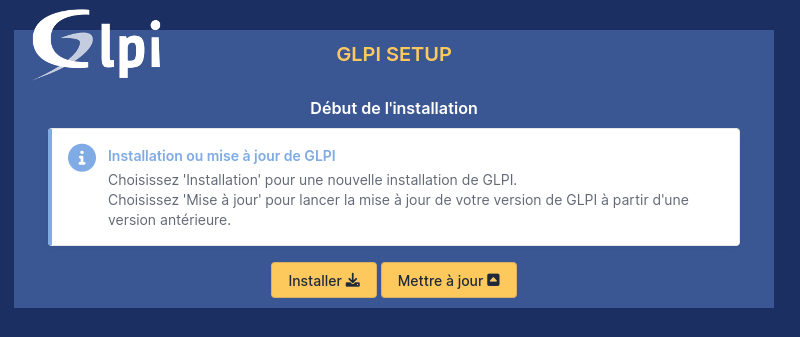 Glpi
GLPI SETUP
Début de l'installation
Installation ou mise à jour de GLPI
Choisissez 'Installation' pour une nouvelle installation de GLPI.
Choisissez 'Mise à jour' pour lancer la mise à jour de votre version de GLPI à partir d'une
version antérieure.
Installer
Mettre à jour